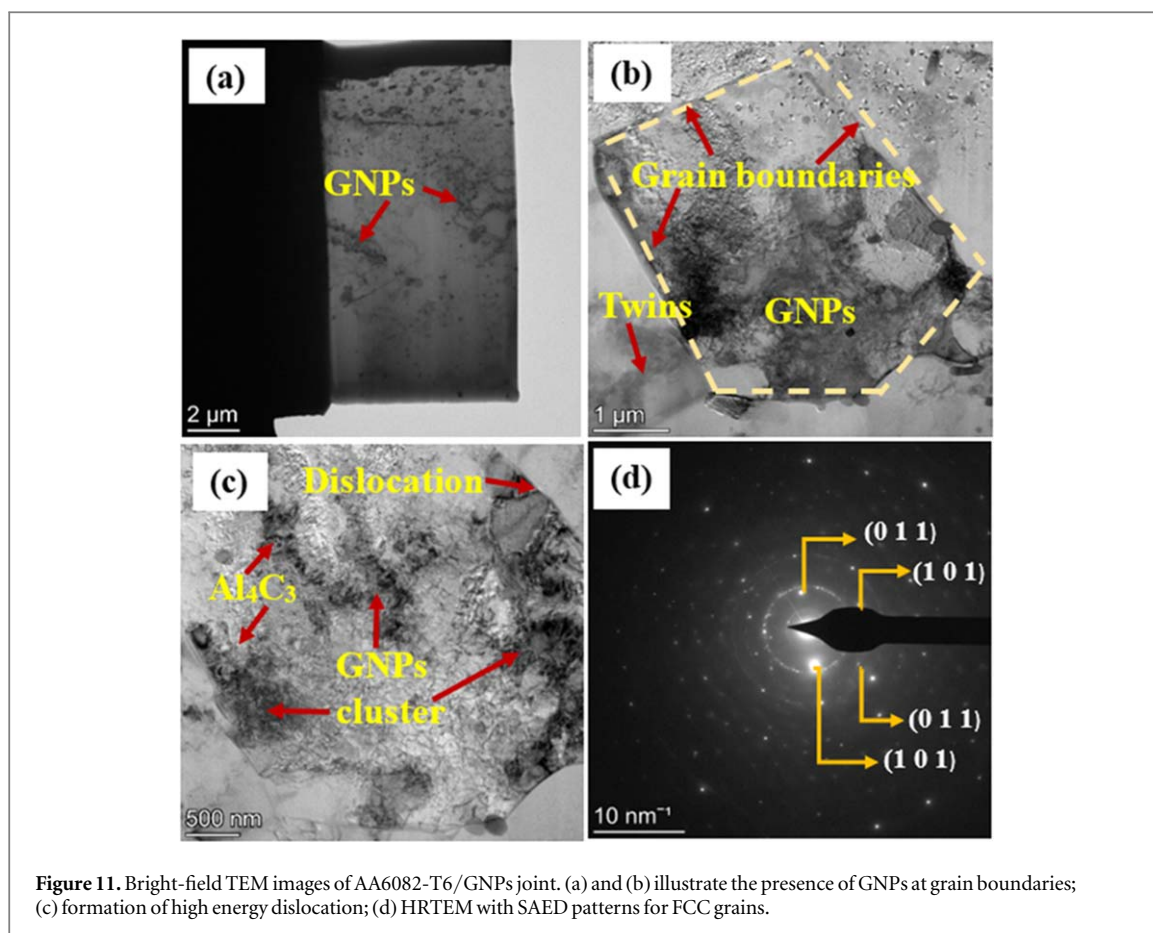 (a)
GNPs
2 µm
(b)
Grain boundaries
Twins
GNPs
1 µm
(c)
Dislocation
Al₄C₃
GNPs
cluster
500 nm
(d)
(0 1 1)
(1 0 1)
(0 1 1)
(1 0 1)
10 nm⁻¹
Figure 11. Bright-field TEM images of AA6082-T6/GNPs joint. (a) and (b) illustrate the presence of GNPs at grain boundaries;
(c) formation of high energy dislocation; (d) HRTEM with SAED patterns for FCC grains.